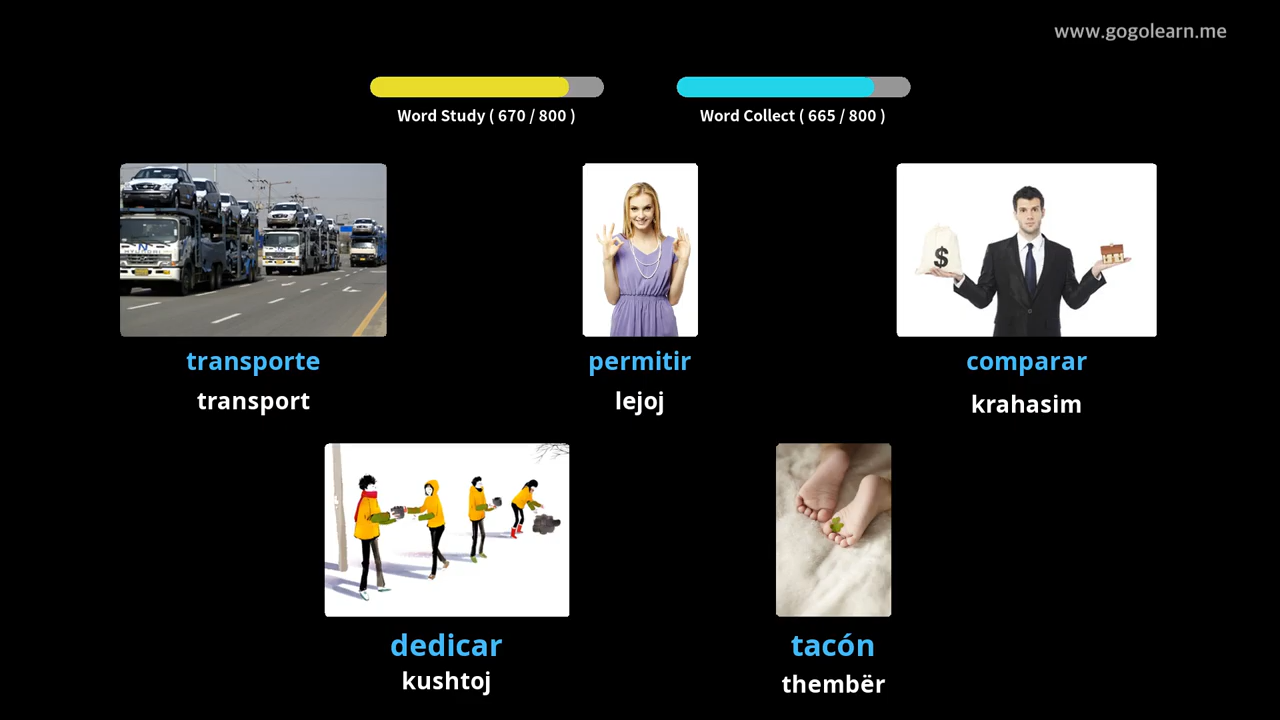 www.gogolearn.me
Word Study ( 670 / 800 )
Word Collect ( 665 / 800 )
transporte
transport
permitir
lejoj
comparar
krahasim
dedicar
kushtoj
tacón
thembër